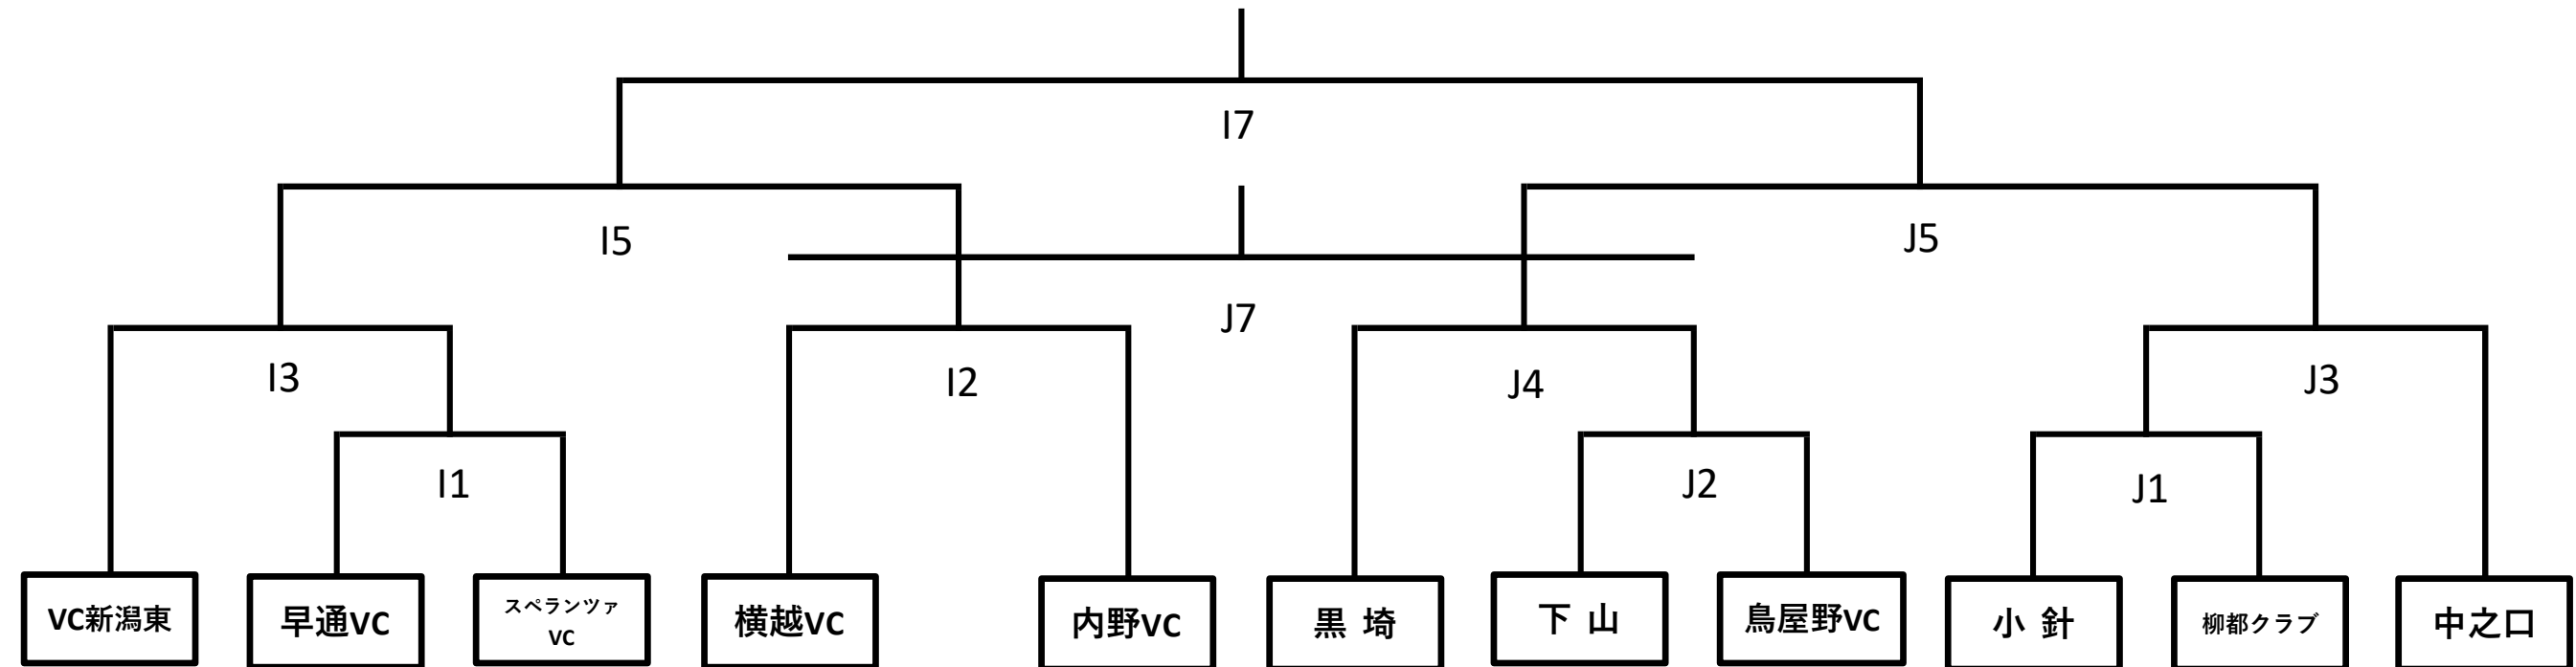 I7
I5
J5
J7
I3
I2
J4
J3
I1
J2
J1
VC新潟東
早通VC
スペランツァ
VC
横越VC
内野VC
黒 埼
下 山
鳥屋野VC
小 針
柳都クラブ
中之口